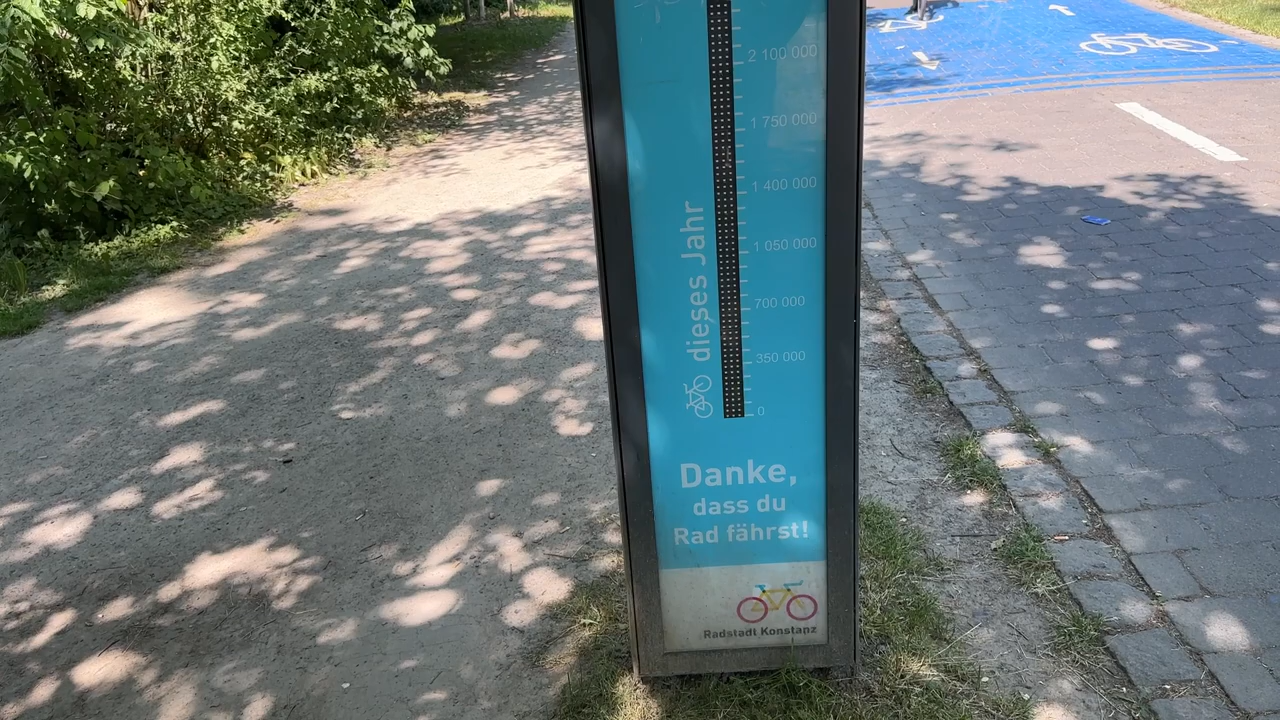 2 100 000
1 750 000
1 400 000
1 050 000
700 000
350 000
0
dieses Jahr
Danke,
dass du
Rad fährst!
Radstadt Konstanz